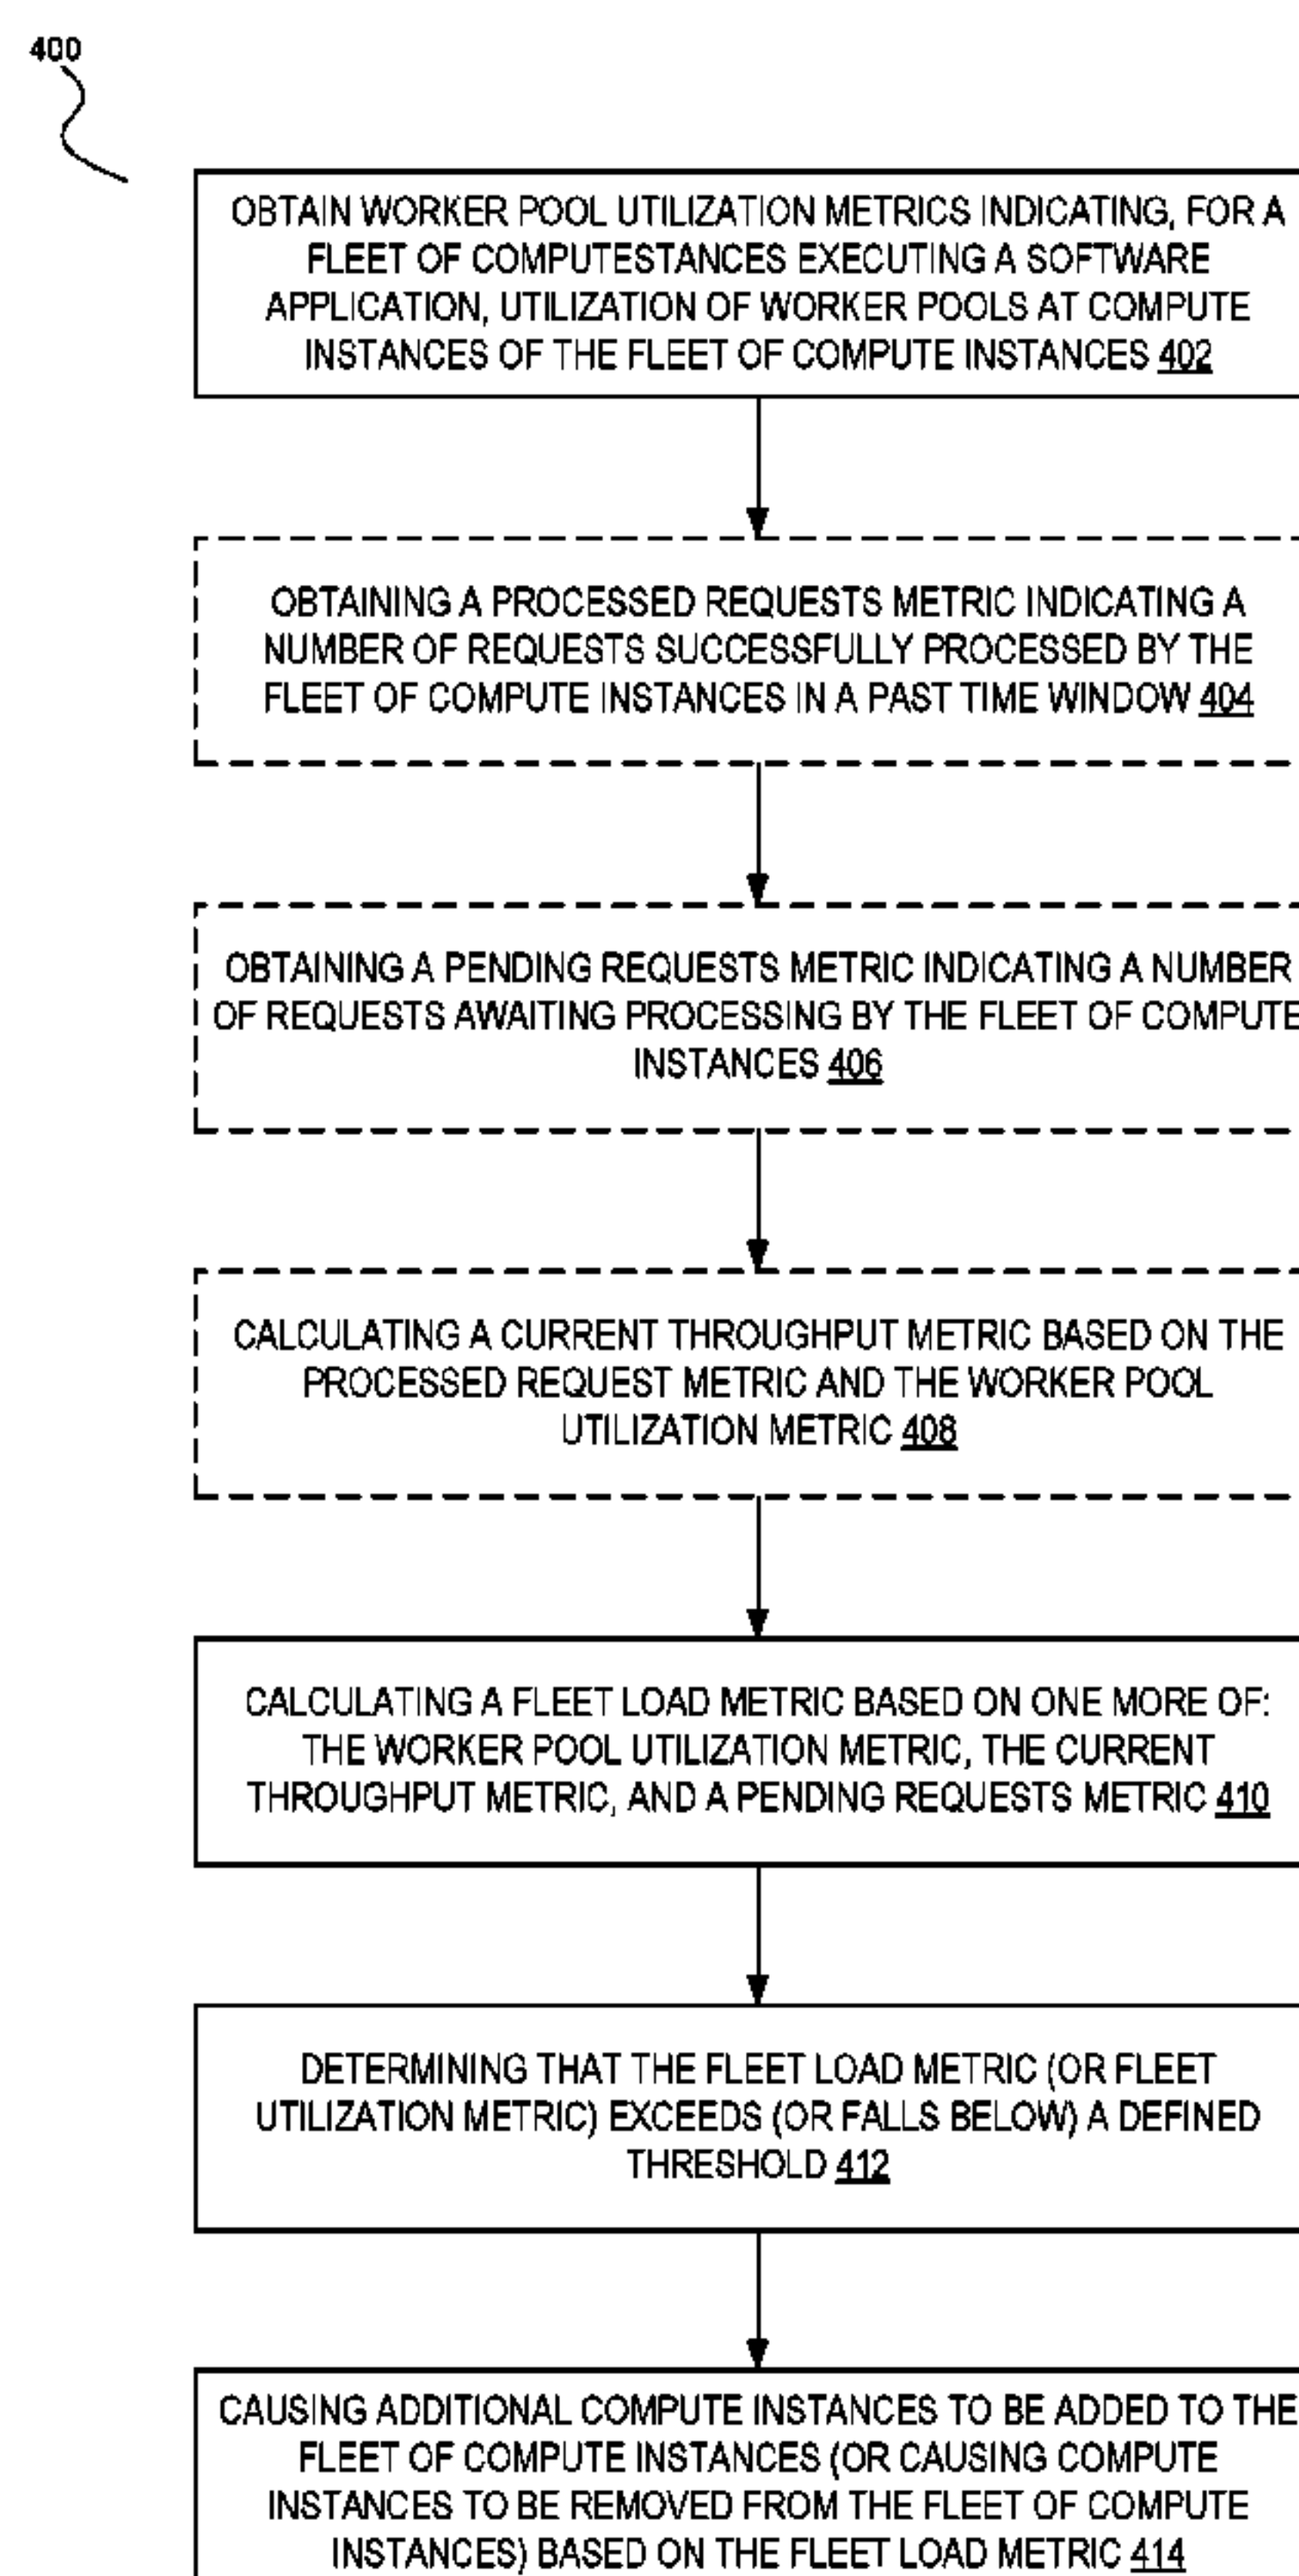 400
OBTAIN WORKER POOL UTILIZATION METRICS INDICATING, FOR A
FLEET OF COMPUTESTANCES EXECUTING A SOFTWARE
APPLICATION, UTILIZATION OF WORKER POOLS AT COMPUTE
INSTANCES OF THE FLEET OF COMPUTE INSTANCES 402
OBTAINING A PROCESSED REQUESTS METRIC INDICATING A
NUMBER OF REQUESTS SUCCESSFULLY PROCESSED BY THE
FLEET OF COMPUTE INSTANCES IN A PAST TIME WINDOW 404
OBTAINING A PENDING REQUESTS METRIC INDICATING A NUMBER
OF REQUESTS AWAITING PROCESSING BY THE FLEET OF COMPUTE
INSTANCES 406
CALCULATING A CURRENT THROUGHPUT METRIC BASED ON THE
PROCESSED REQUEST METRIC AND THE WORKER POOL
UTILIZATION METRIC 408
CALCULATING A FLEET LOAD METRIC BASED ON ONE MORE OF:
THE WORKER POOL UTILIZATION METRIC, THE CURRENT
THROUGHPUT METRIC, AND A PENDING REQUESTS METRIC 410
DETERMINING THAT THE FLEET LOAD METRIC (OR FLEET
UTILIZATION METRIC) EXCEEDS (OR FALLS BELOW) A DEFINED
THRESHOLD 412
CAUSING ADDITIONAL COMPUTE INSTANCES TO BE ADDED TO THE
FLEET OF COMPUTE INSTANCES (OR CAUSING COMPUTE
INSTANCES TO BE REMOVED FROM THE FLEET OF COMPUTE
INSTANCES) BASED ON THE FLEET LOAD METRIC 414